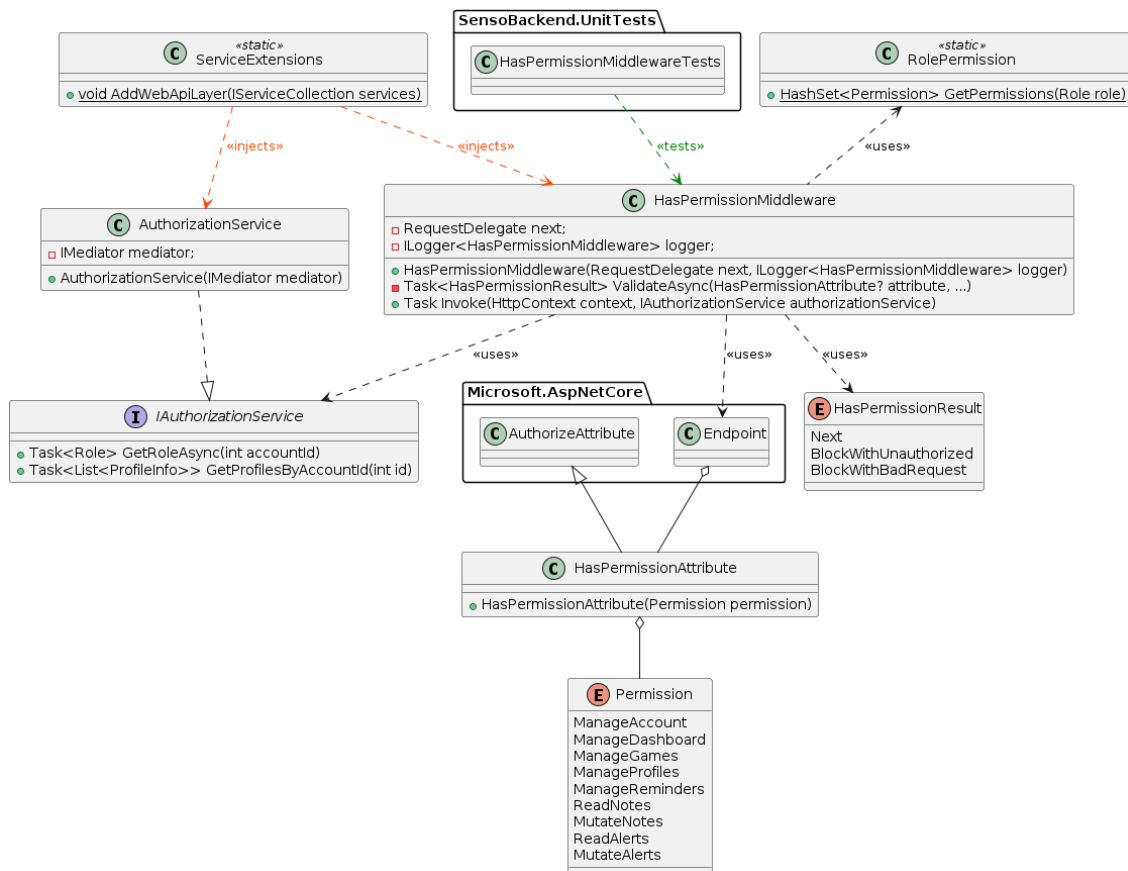 SensoBackend.UnitTests
C
«static»
ServiceExtensions
void AddWebApiLayer(IServiceCollection services)
C HasPermissionMiddlewareTests
C
«static»
RolePermission
HashSet<Permission> GetPermissions(Role role)
«injects»
«injects»
«tests»
«uses»
C AuthorizationService
IMediator mediator;
AuthorizationService(IMediator mediator)
C HasPermissionMiddleware
RequestDelegate next;
ILogger<HasPermissionMiddleware> logger;
HasPermissionMiddleware(RequestDelegate next, ILogger<HasPermissionMiddleware> logger)
Task<HasPermissionResult> ValidateAsync(HasPermissionAttribute? attribute, ...)
Task Invoke(HttpContext context, IAuthorizationService authorizationService)
«uses»
«uses»
«uses»
I IAuthorizationService
Task<Role> GetRoleAsync(int accountId)
Task<List<ProfileInfo>> GetProfilesByAccountId(int id)
Microsoft.AspNetCore
C AuthorizeAttribute
C Endpoint
E HasPermissionResult
Next
BlockWithUnauthorized
BlockWithBadRequest
C HasPermissionAttribute
HasPermissionAttribute(Permission permission)
E Permission
ManageAccount
ManageDashboard
ManageGames
ManageProfiles
ManageReminders
ReadNotes
MutateNotes
ReadAlerts
MutateAlerts